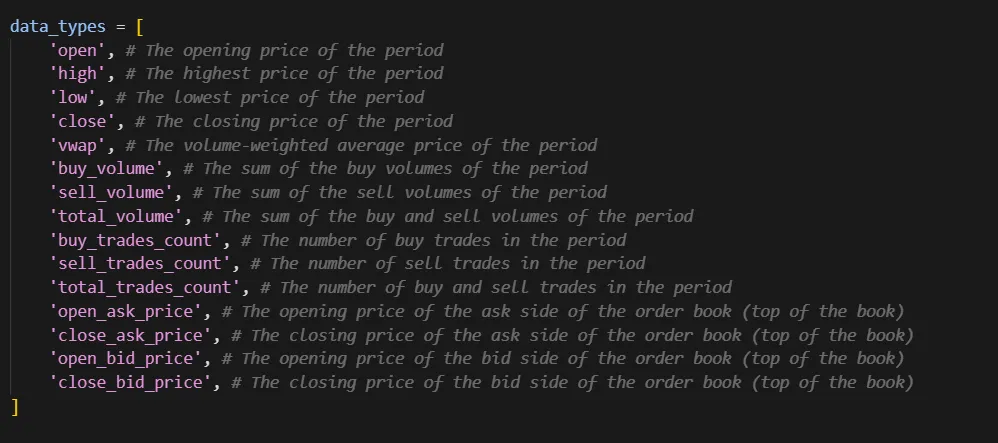 data_types = [
'open', # The opening price of the period
'high', # The highest price of the period
'low', # The lowest price of the period
'close', # The closing price of the period
'vwap', # The volume-weighted average price of the period
'buy_volume', # The sum of the buy volumes of the period
'sell_volume', # The sum of the sell volumes of the period
'total_volume', # The sum of the buy and sell volumes of the period
'buy_trades_count', # The number of buy trades in the period
'sell_trades_count', # The number of sell trades in the period
'total_trades_count', # The number of buy and sell trades in the period
'open_ask_price', # The opening price of the ask side of the order book (top of the book)
'close_ask_price', # The closing price of the ask side of the order book (top of the book)
'open_bid_price', # The opening price of the bid side of the order book (top of the book)
'close_bid_price', # The closing price of the bid side of the order book (top of the book)
]